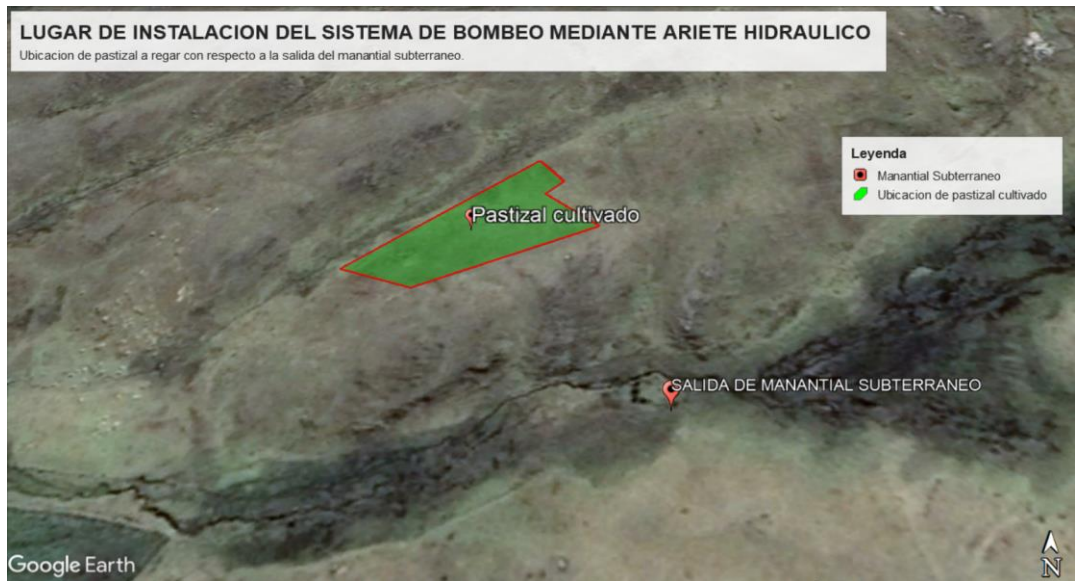 LUGAR DE INSTALACION DEL SISTEMA DE BOMBEO MEDIANTE ARIETE HIDRAULICO
Ubicacion de pastizal a regar con respecto a la salida del manantial subterraneo.
Leyenda
Manantial Subterraneo
Ubicacion de pastizal cultivado
Pastizal cultivado
SALIDA DE MANANTIAL SUBTERRANEO
Google Earth
N